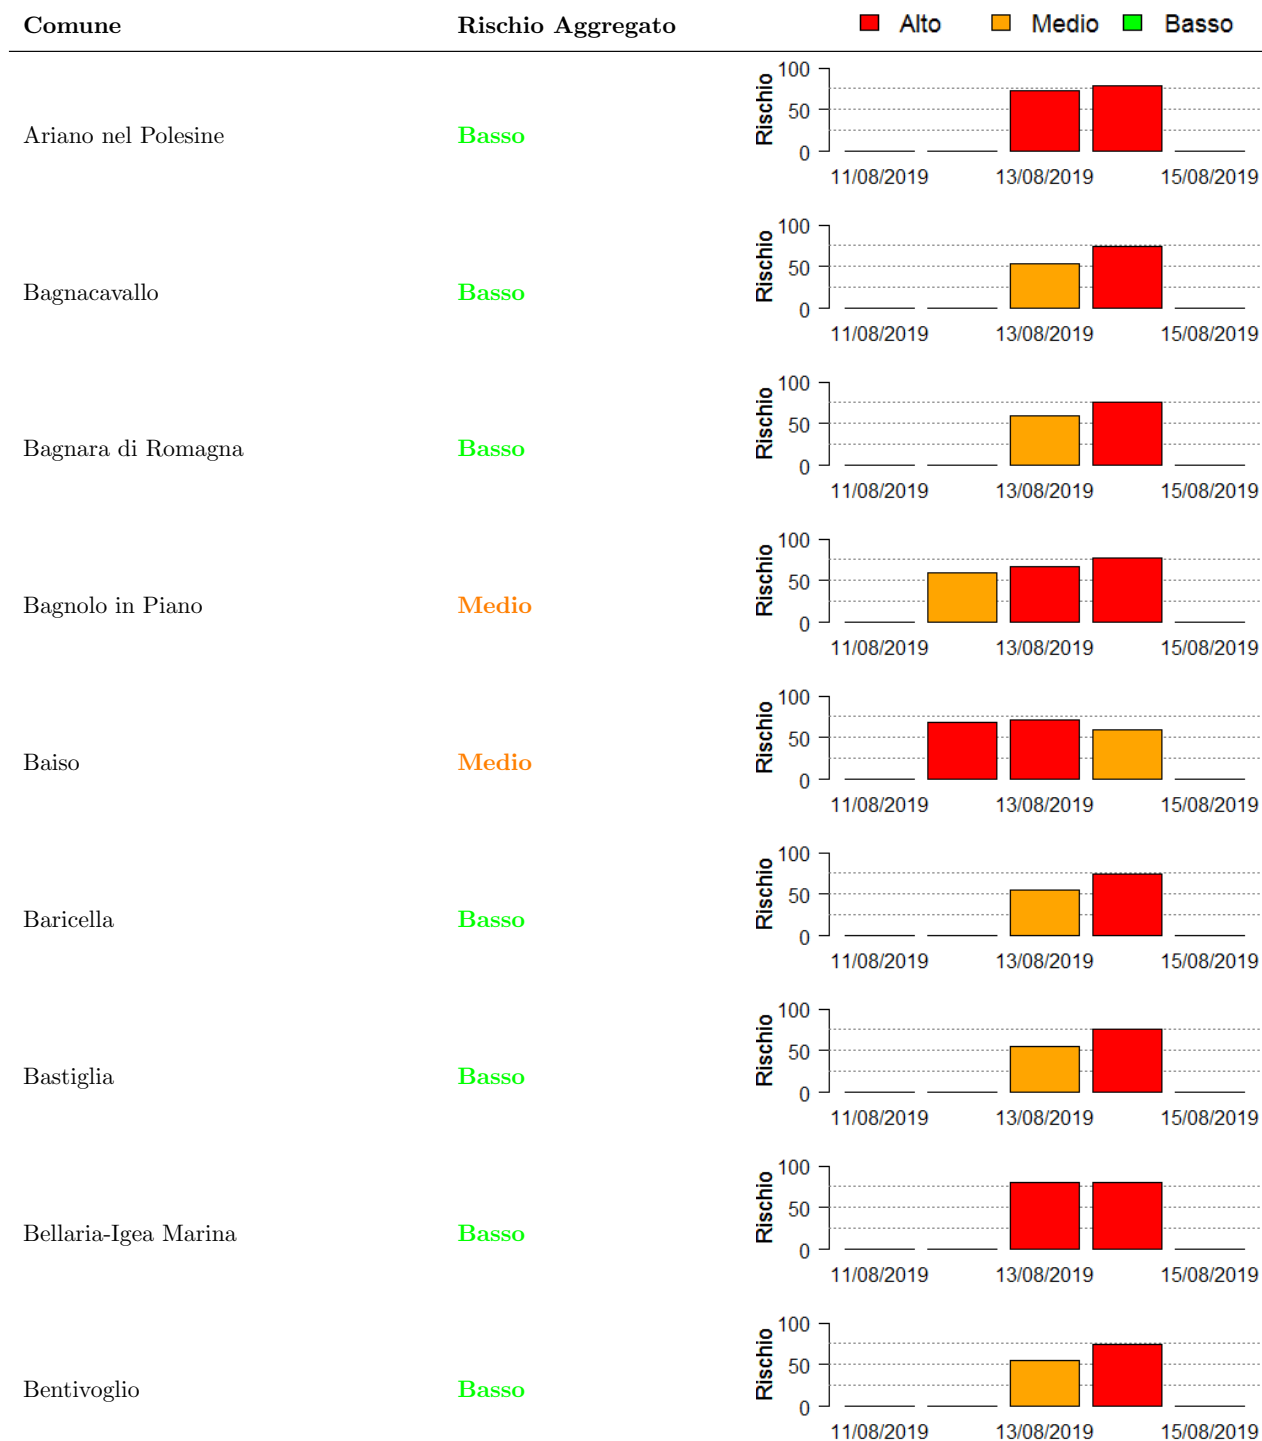 Comune Rischio Aggregato Alto Medio Basso
100
50
0
Rischio
Ariano nel Polesine Basso
11/08/2019 13/08/2019 15/08/2019
100
50
0
Rischio
Bagnacavallo Basso
11/08/2019 13/08/2019 15/08/2019
100
50
0
Rischio
Bagnara di Romagna Basso
11/08/2019 13/08/2019 15/08/2019
100
50
0
Rischio
Bagnolo in Piano Medio
11/08/2019 13/08/2019 15/08/2019
100
50
0
Rischio
Baiso Medio
11/08/2019 13/08/2019 15/08/2019
100
50
0
Rischio
Baricella Basso
11/08/2019 13/08/2019 15/08/2019
100
50
0
Rischio
Bastiglia Basso
11/08/2019 13/08/2019 15/08/2019
100
50
0
Rischio
Bellaria-Igea Marina Basso
11/08/2019 13/08/2019 15/08/2019
100
50
0
Rischio
Bentivoglio Basso
11/08/2019 13/08/2019 15/08/2019